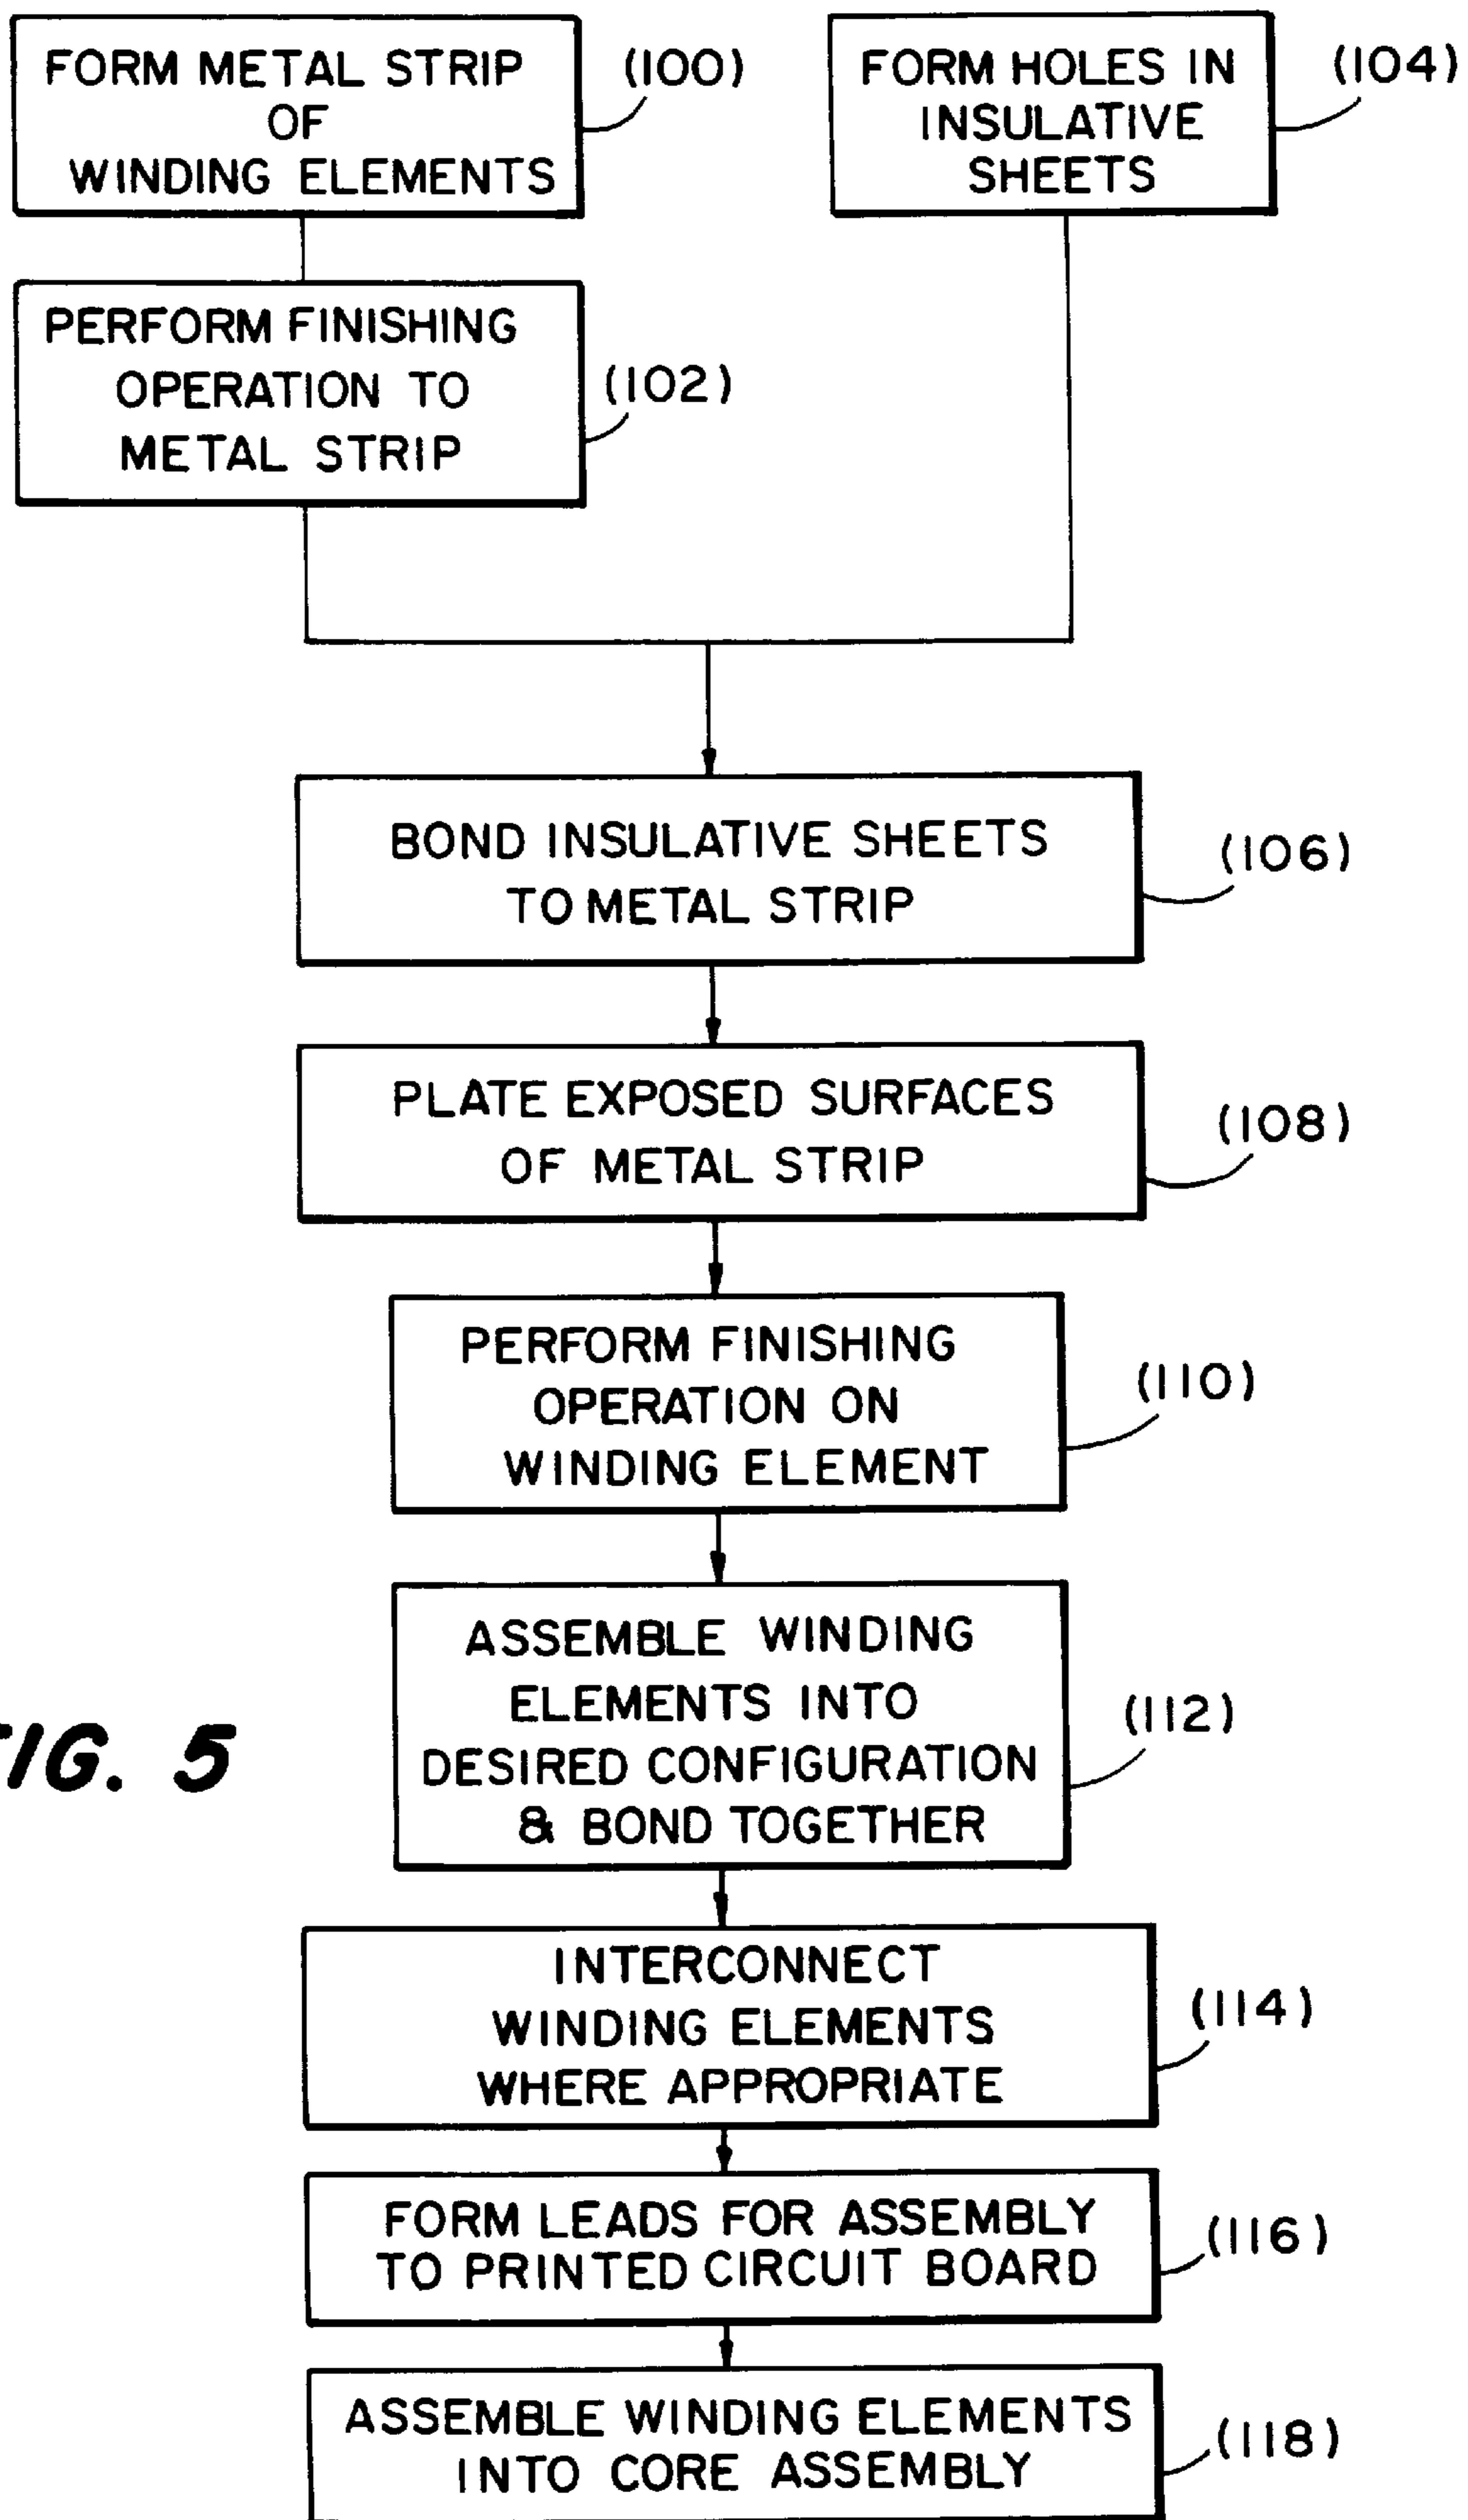 FORM METAL STRIP
OF
WINDING ELEMENTS
(100)
FORM HOLES IN
INSULATIVE
SHEETS
(104)
PERFORM FINISHING
OPERATION TO
METAL STRIP
(102)
BOND INSULATIVE SHEETS
TO METAL STRIP
(106)
PLATE EXPOSED SURFACES
OF METAL STRIP
(108)
PERFORM FINISHING
OPERATION ON
WINDING ELEMENT
(110)
ASSEMBLE WINDING
ELEMENTS INTO
DESIRED CONFIGURATION
& BOND TOGETHER
(112)
FIG. 5
INTERCONNECT
WINDING ELEMENTS
WHERE APPROPRIATE
(114)
FORM LEADS FOR ASSEMBLY
TO PRINTED CIRCUIT BOARD
(116)
ASSEMBLE WINDING ELEMENTS
INTO CORE ASSEMBLY
(118)